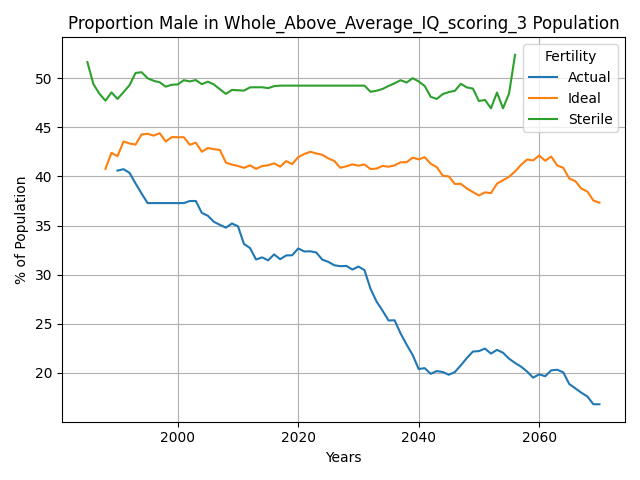 Proportion Male in Whole_Above_Average_IQ_scoring_3 Population
Fertility
Actual
Ideal
Sterile
% of Population
50
45
40
35
30
25
20
2000
2020
2040
2060
Years